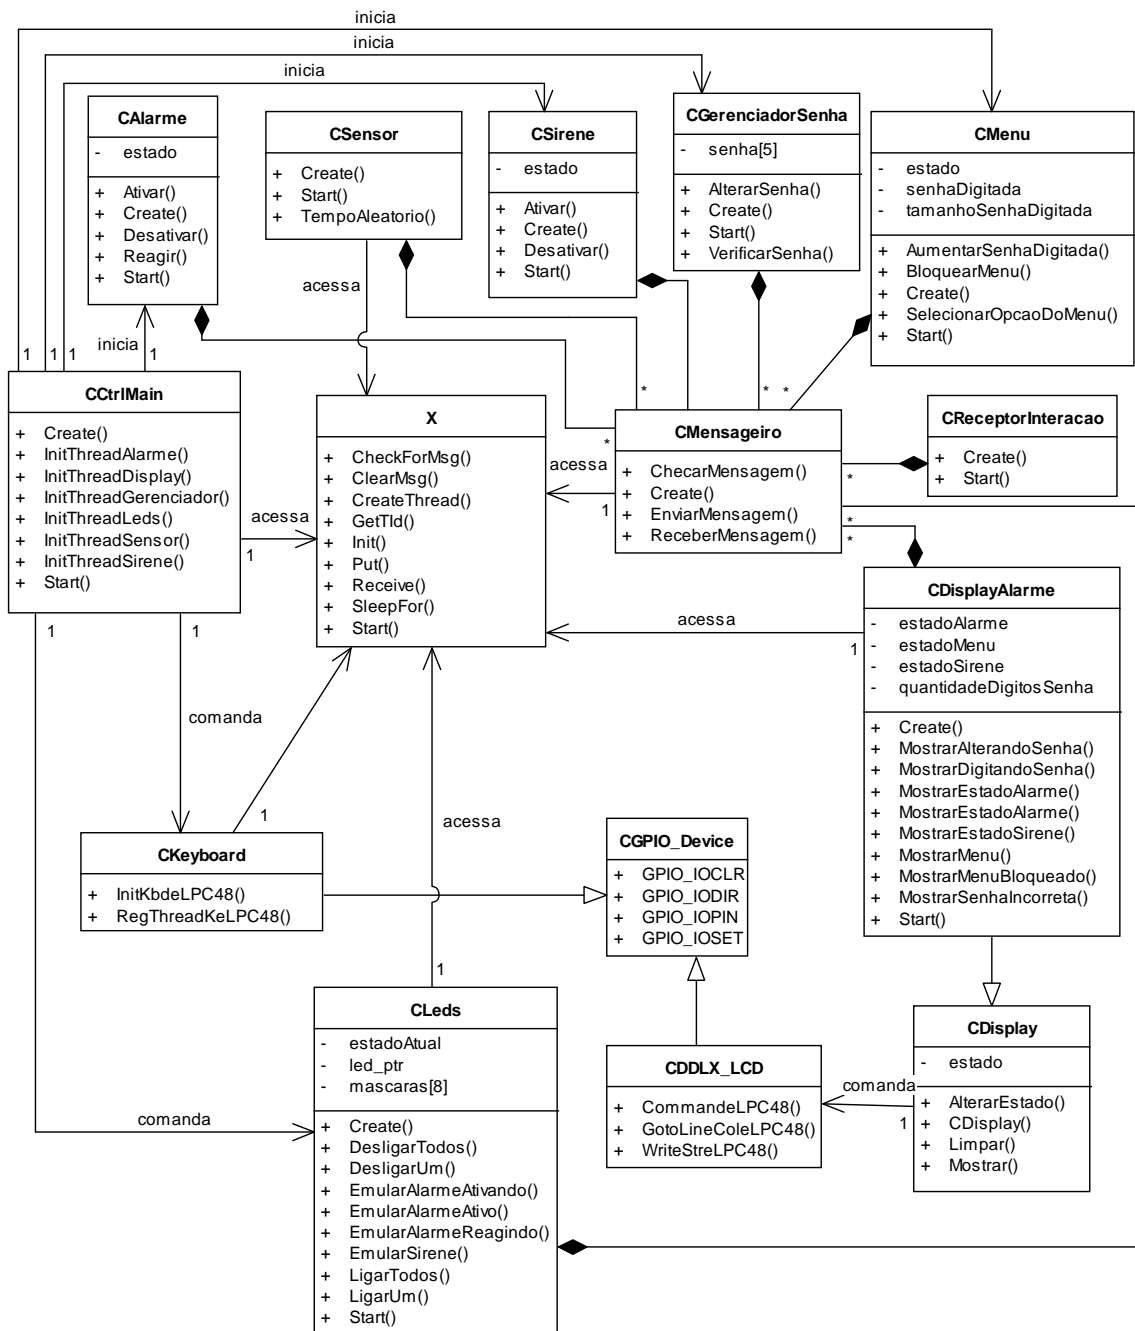 inicia
inicia
inicia
CAlarme
- estado
+ Ativar()
+ Create()
+ Desativar()
+ Reagir()
+ Start()
CSensor
+ Create()
+ Start()
+ TempoAleatorio()
CSirene
- estado
+ Ativar()
+ Create()
+ Desativar()
+ Start()
CGerenciadorSenha
- senha[5]
+ AlterarSenha()
+ Create()
+ Start()
+ VerificarSenha()
CMenu
- estado
- senhaDigitada
- tamanhoSenhaDigitada
+ AumentarSenhaDigitada()
+ BloquearMenu()
+ Create()
+ SelecionarOpcaoDoMenu()
+ Start()
acessa
inicia
1 1 1 1
* * * *
CCtrlMain
+ Create()
+ InitThreadAlarme()
+ InitThreadDisplay()
+ InitThreadGerenciador()
+ InitThreadLeds()
+ InitThreadSensor()
+ InitThreadSirene()
+ Start()
acessa
1
X
+ CheckForMsg()
+ ClearMsg()
+ CreateThread()
+ GetTId()
+ Init()
+ Put()
+ Receive()
+ SleepFor()
+ Start()
acessa
1
CMensageiro
+ ChecarMensagem()
+ Create()
+ EnviarMensagem()
+ ReceberMensagem()
*
*
*
CReceptorInteracao
+ Create()
+ Start()
CDisplayAlarme
- estadoAlarme
- estadoMenu
- estadoSirene
- quantidadeDigitosSenha
+ Create()
+ MostrarAlterandoSenha()
+ MostrarDigitandoSenha()
+ MostrarEstadoAlarme()
+ MostrarEstadoAlarme()
+ MostrarEstadoSirene()
+ MostrarMenu()
+ MostrarMenuBloqueado()
+ MostrarSenhaIncorreta()
+ Start()
acessa
1
1
1
comanda
1
acessa
CKeyboard
+ InitKbdeLPC48()
+ RegThreadKeLPC48()
CGPIO_Device
+ GPIO_IOCLR
+ GPIO_IODIR
+ GPIO_IOPIN
+ GPIO_IOSET
1
CLeds
- estadoAtual
- led_ptr
- mascaras[8]
+ Create()
+ DesligarTodos()
+ DesligarUm()
+ EmularAlarmeAtivando()
+ EmularAlarmeAtivo()
+ EmularAlarmeReagindo()
+ EmularSirene()
+ LigarTodos()
+ LigarUm()
+ Start()
comanda
CDDLX_LCD
+ CommandeLPC48()
+ GotoLineColeLPC48()
+ WriteStreLPC48()
comanda
1
CDisplay
- estado
+ AlterarEstado()
+ CDisplay()
+ Limpar()
+ Mostrar()